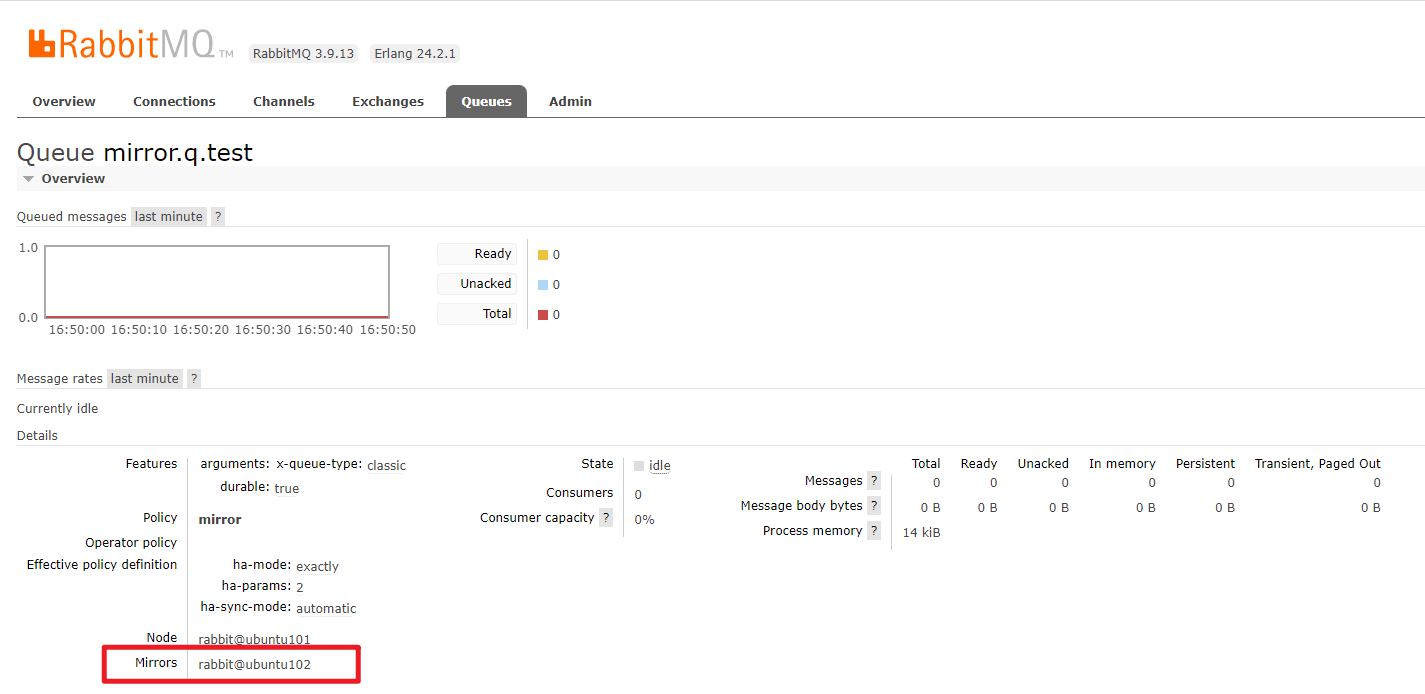 RabbitMQ TM RabbitMQ 3.9.13 Erlang 24.2.1
Overview Connections Channels Exchanges Queues Admin
Queue mirror.q.test
Overview
Queued messages last minute ?
1.0
0.0
16:50:00 16:50:10 16:50:20 16:50:30 16:50:40 16:50:50
Ready 0
Unacked 0
Total 0
Message rates last minute ?
Currently idle
Details
Features arguments: x-queue-type: classic
durable: true
Policy mirror
Operator policy
Effective policy definition ha-mode: exactly
ha-params: 2
ha-sync-mode: automatic
Node rabbit@ubuntu101
Mirrors rabbit@ubuntu102
State idle
Consumers 0
Consumer capacity ? 0%
Total Ready Unacked In memory Persistent Transient, Paged Out
Messages ? 0 0 0 0 0 0
Message body bytes ? 0 B 0 B 0 B 0 B 0 B 0 B
Process memory ? 14 kiB